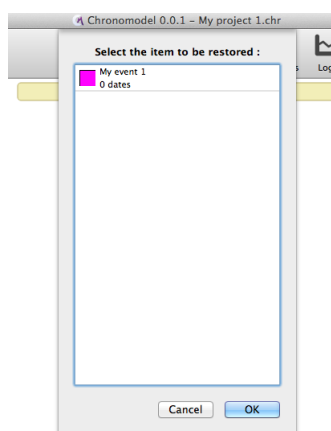 Chronomodel 0.0.1 – My project 1.chr
Select the item to be restored :
My event 1
0 dates
Cancel
OK